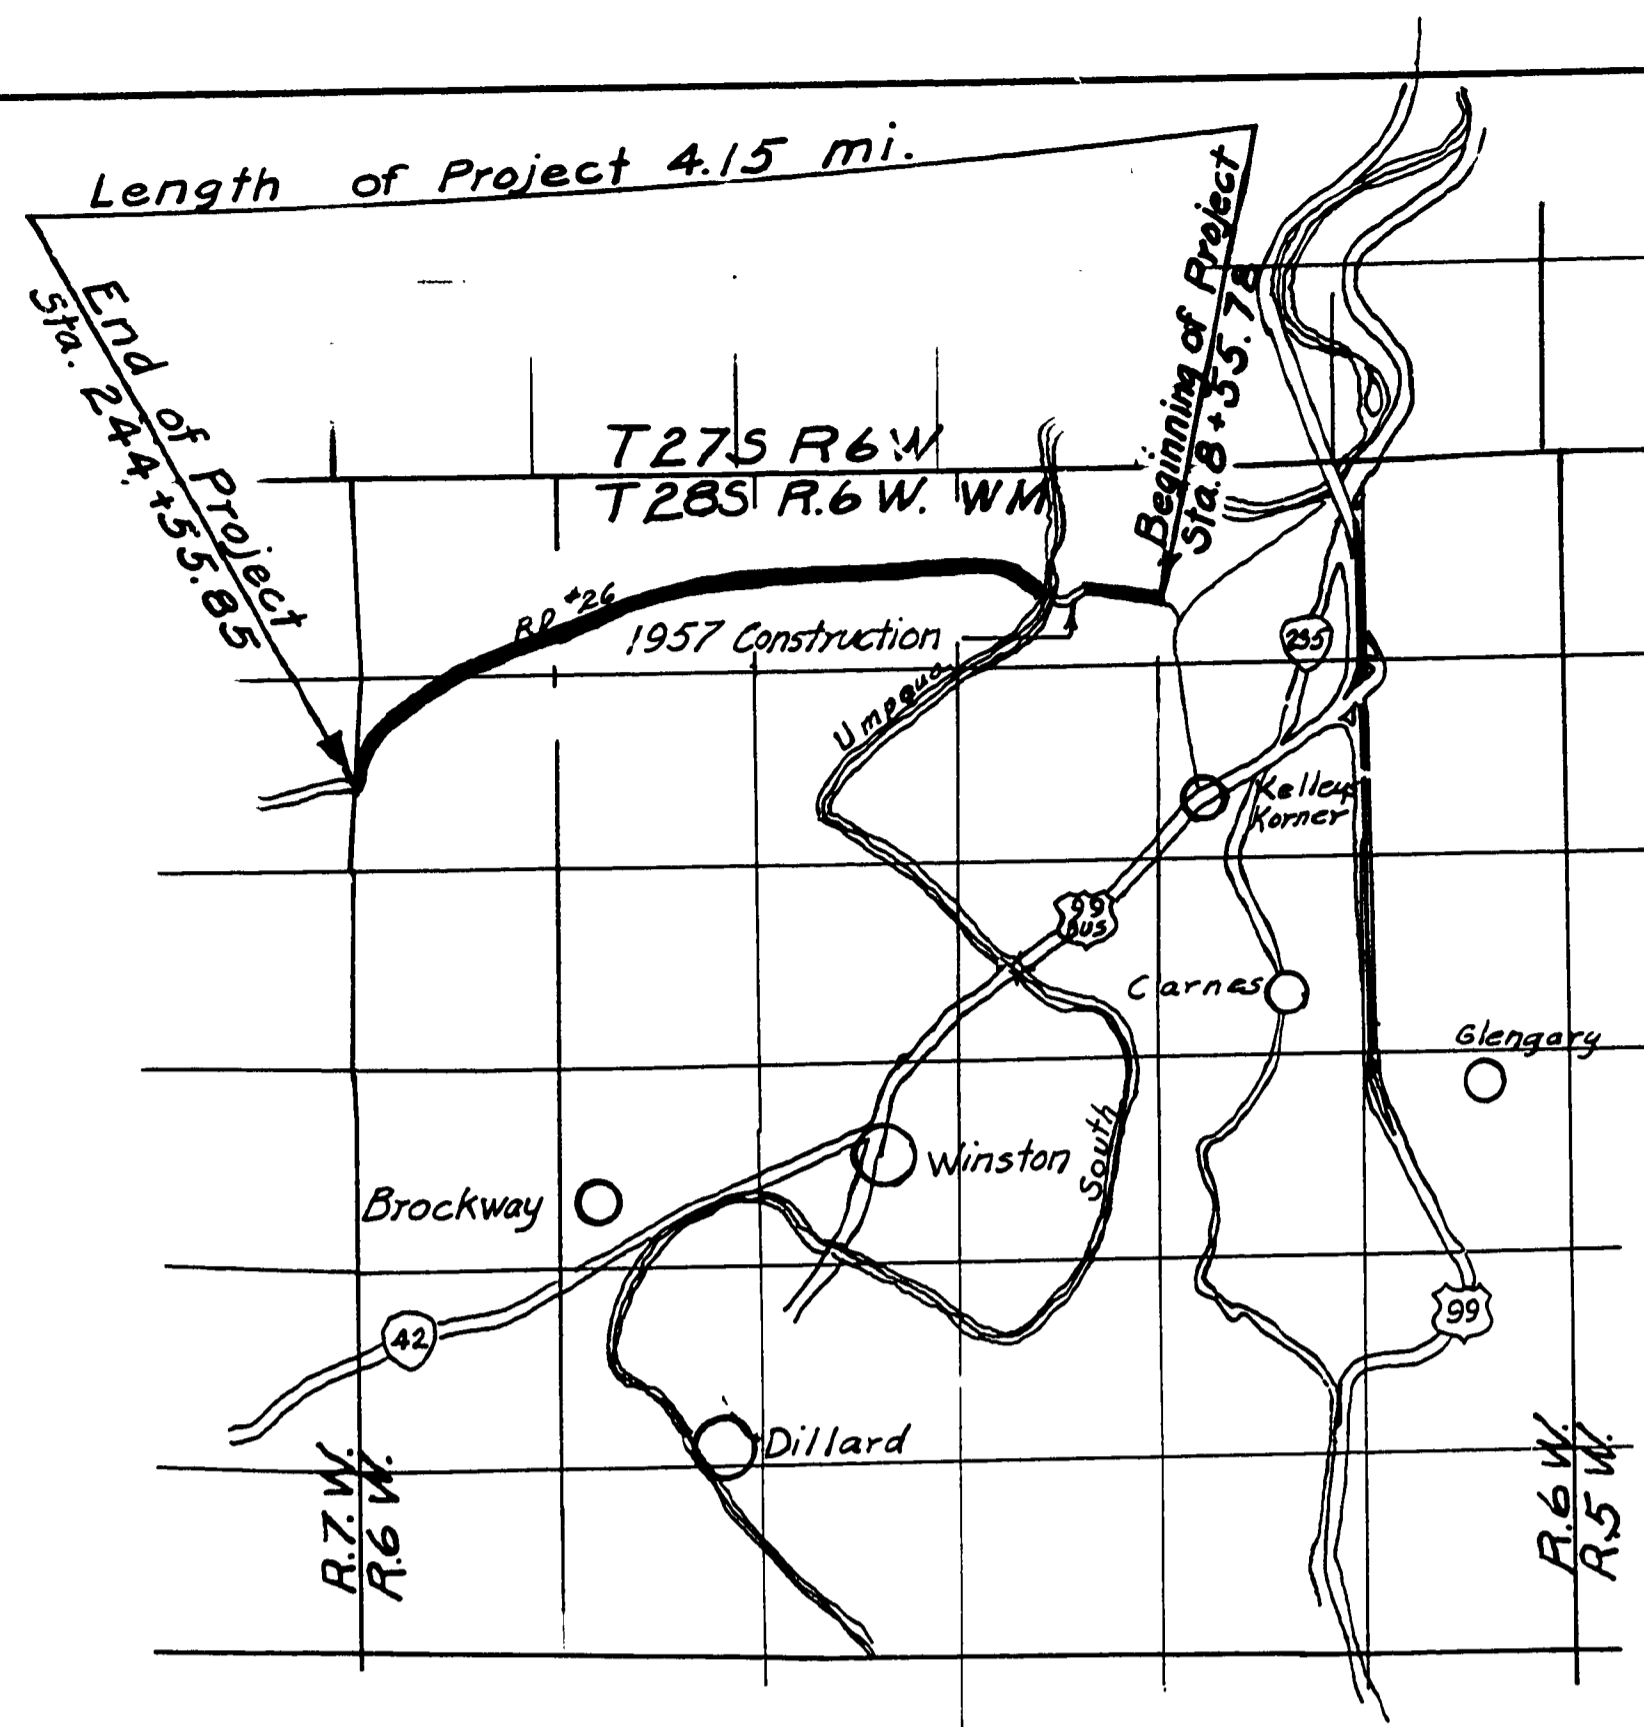 Length of Project 4.15 mi.
End of Project
Sta. 244+55.85
Beginning of Project
Sta. 8+55.78
T27S R6W
T28S R.6W. WM
RD #26
1957 Construction
Umpqua
235
Kelleys
Korner
99
BUS
Carnes
Glengary
South
Winston
Brockway
99
42
Dillard
R.7.W.
R.6 W.
R.6 W.
R.5 W.